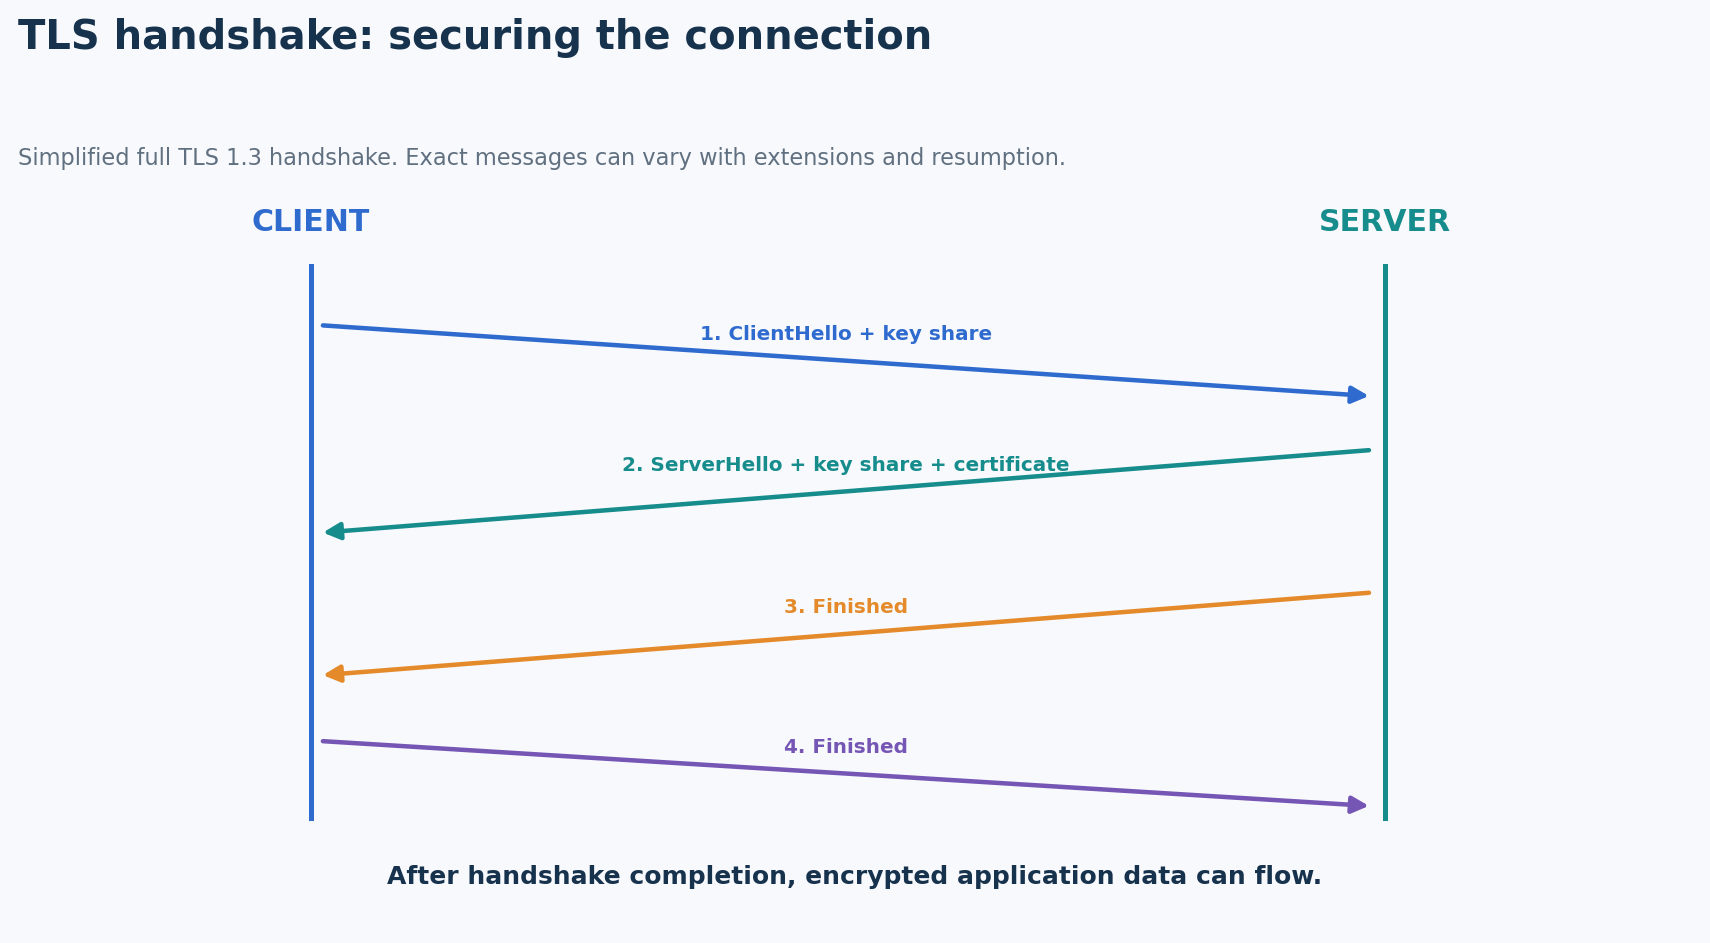 TLS handshake: securing the connection
Simplified full TLS 1.3 handshake. Exact messages can vary with extensions and resumption.
CLIENT
SERVER
1. ClientHello + key share
2. ServerHello + key share + certificate
3. Finished
4. Finished
After handshake completion, encrypted application data can flow.